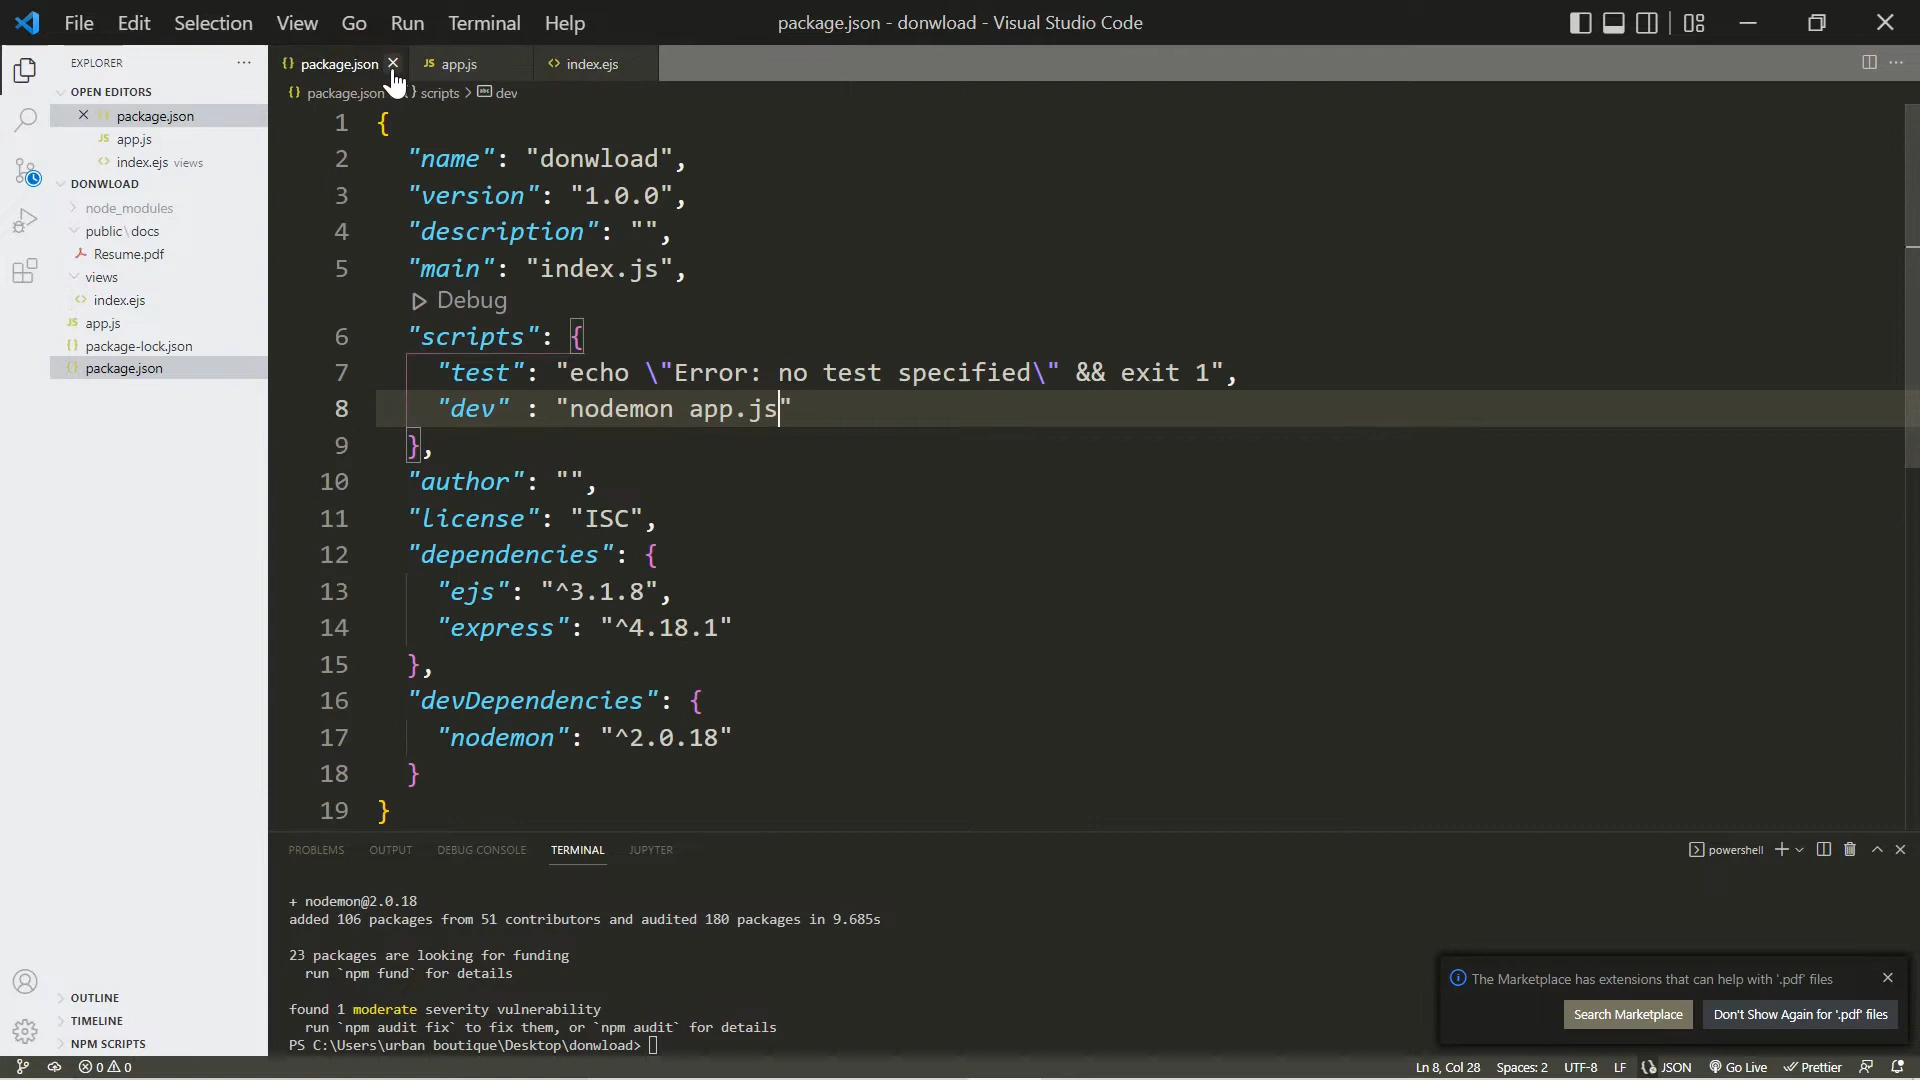 File Edit Selection View Go Run Terminal Help
package.json - donwload - Visual Studio Code
EXPLORER
OPEN EDITORS
package.json
JS app.js
index.ejs views
DONWLOAD
node_modules
public \ docs
Resume.pdf
views
index.ejs
JS app.js
package-lock.json
package.json
OUTLINE
TIMELINE
NPM SCRIPTS
{} package.json JS app.js <> index.ejs
{} package.json } scripts > abc dev
1 {
2 "name": "donwload",
3 "version": "1.0.0",
4 "description": "",
5 "main": "index.js",
Debug
6 "scripts": {
7 "test": "echo \"Error: no test specified\" && exit 1",
8 "dev" : "nodemon app.js"
9 },
10 "author": "",
11 "license": "ISC",
12 "dependencies": {
13 "ejs": "^3.1.8",
14 "express": "^4.18.1"
15 },
16 "devDependencies": {
17 "nodemon": "^2.0.18"
18 }
19 }
PROBLEMS OUTPUT DEBUG CONSOLE TERMINAL JUPYTER
powershell
+ nodemon@2.0.18
added 106 packages from 51 contributors and audited 180 packages in 9.685s
23 packages are looking for funding
run `npm fund` for details
found 1 moderate severity vulnerability
run `npm audit fix` to fix them, or `npm audit` for details
PS C:\Users\urban boutique\Desktop\donwload>
The Marketplace has extensions that can help with '.pdf' files
Search Marketplace
Don't Show Again for '.pdf' files
0 0
Ln 8, Col 28 Spaces: 2 UTF-8 LF JSON Go Live Prettier